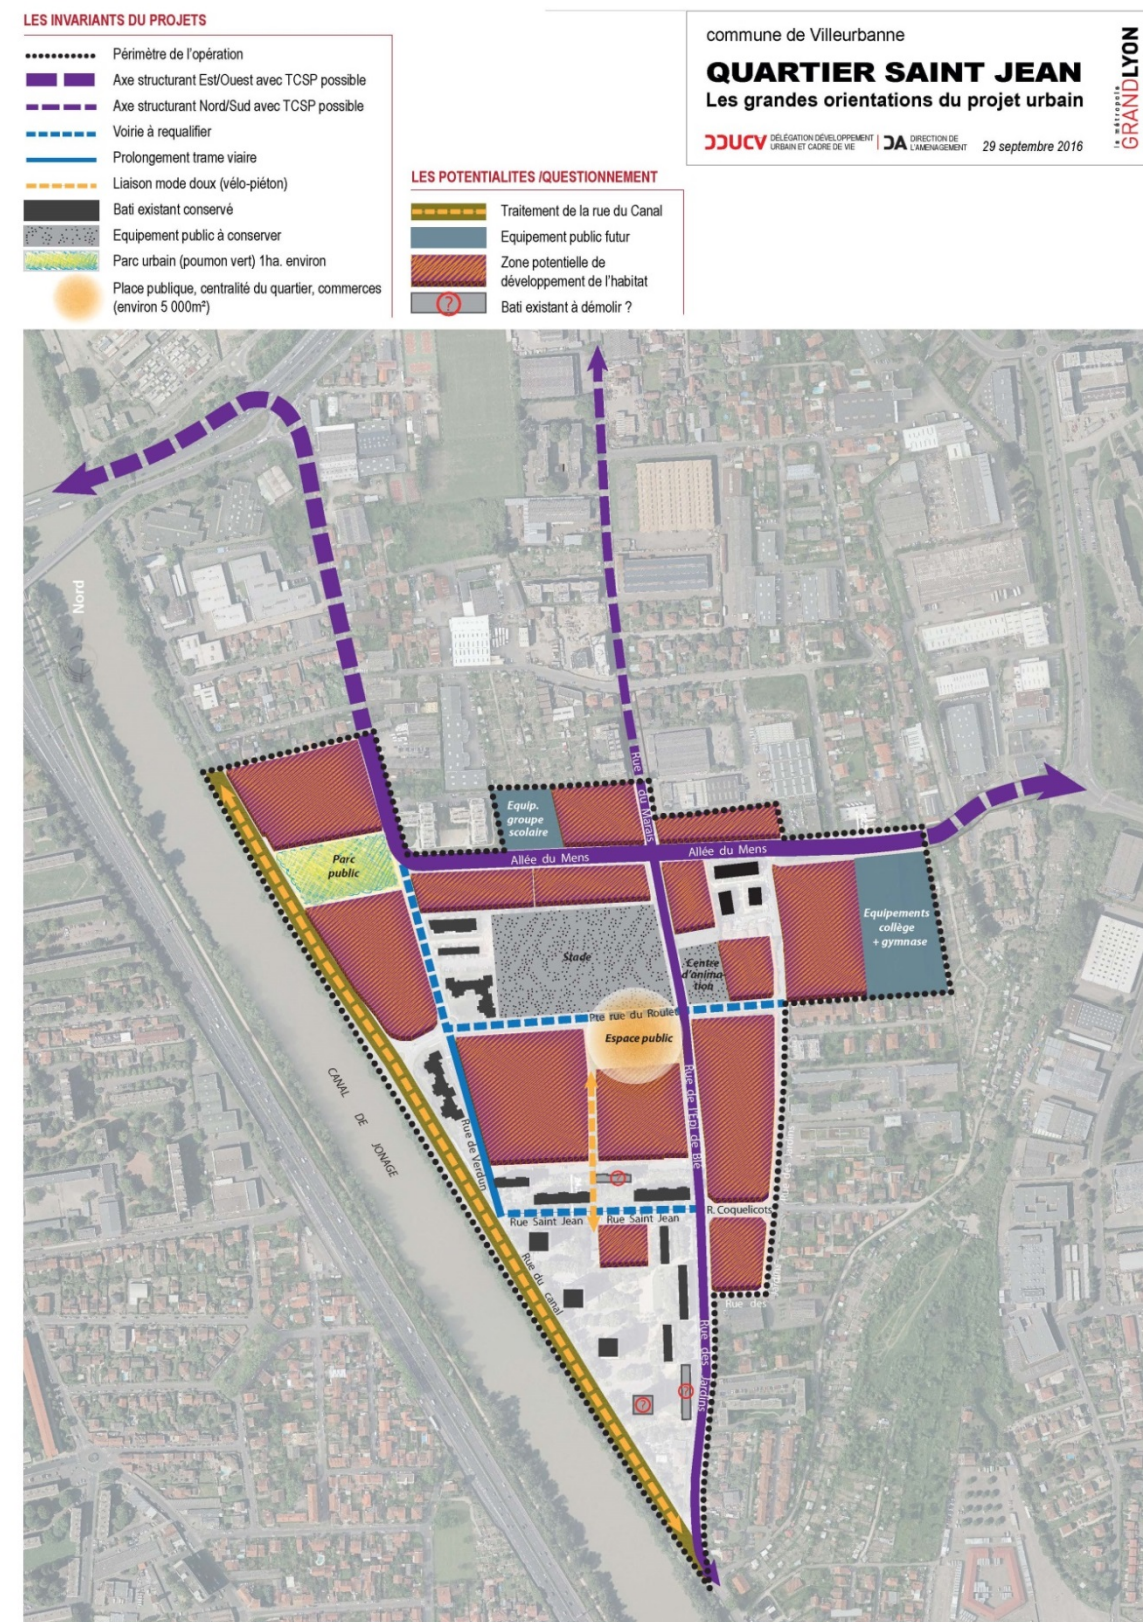 LES INVARIANTS DU PROJETS
Périmètre de l'opération
Axe structurant Est/Ouest avec TCSP possible
Axe structurant Nord/Sud avec TCSP possible
Voirie à requalifier
Prolongement trame viaire
Liaison mode doux (vélo-piéton)
Bati existant conservé
Equipement public à conserver
Parc urbain (poumon vert) 1ha. environ
Place publique, centralité du quartier, commerces
(environ 5 000m²)
LES POTENTIALITES /QUESTIONNEMENT
Traitement de la rue du Canal
Equipement public futur
Zone potentielle de
développement de l'habitat
?
Bati existant à démolir ?
commune de Villeurbanne
QUARTIER SAINT JEAN
Les grandes orientations du projet urbain
DDUCV DÉLÉGATION DÉVELOPPEMENT
URBAIN ET CADRE DE VIE
DA DIRECTION DE
L'AMENAGEMENT
29 septembre 2016
la métropole
GRANDLYON
Nord
Rue du Marais
Equip.
groupe
scolaire
Allée du Mens
Allée du Mens
Parc
public
Equipements
collège
+ gymnase
Stade
Centre
d'anima-
tion
Pte rue du Roulet
Espace public
CANAL DE JONAGE
Rue de Verdun
Rue de l'Epi de Blé
?
Rue Saint Jean
Rue Saint Jean
R. Coquelicots
Rue du canal
Rue des
Rue des Jardins
?
?